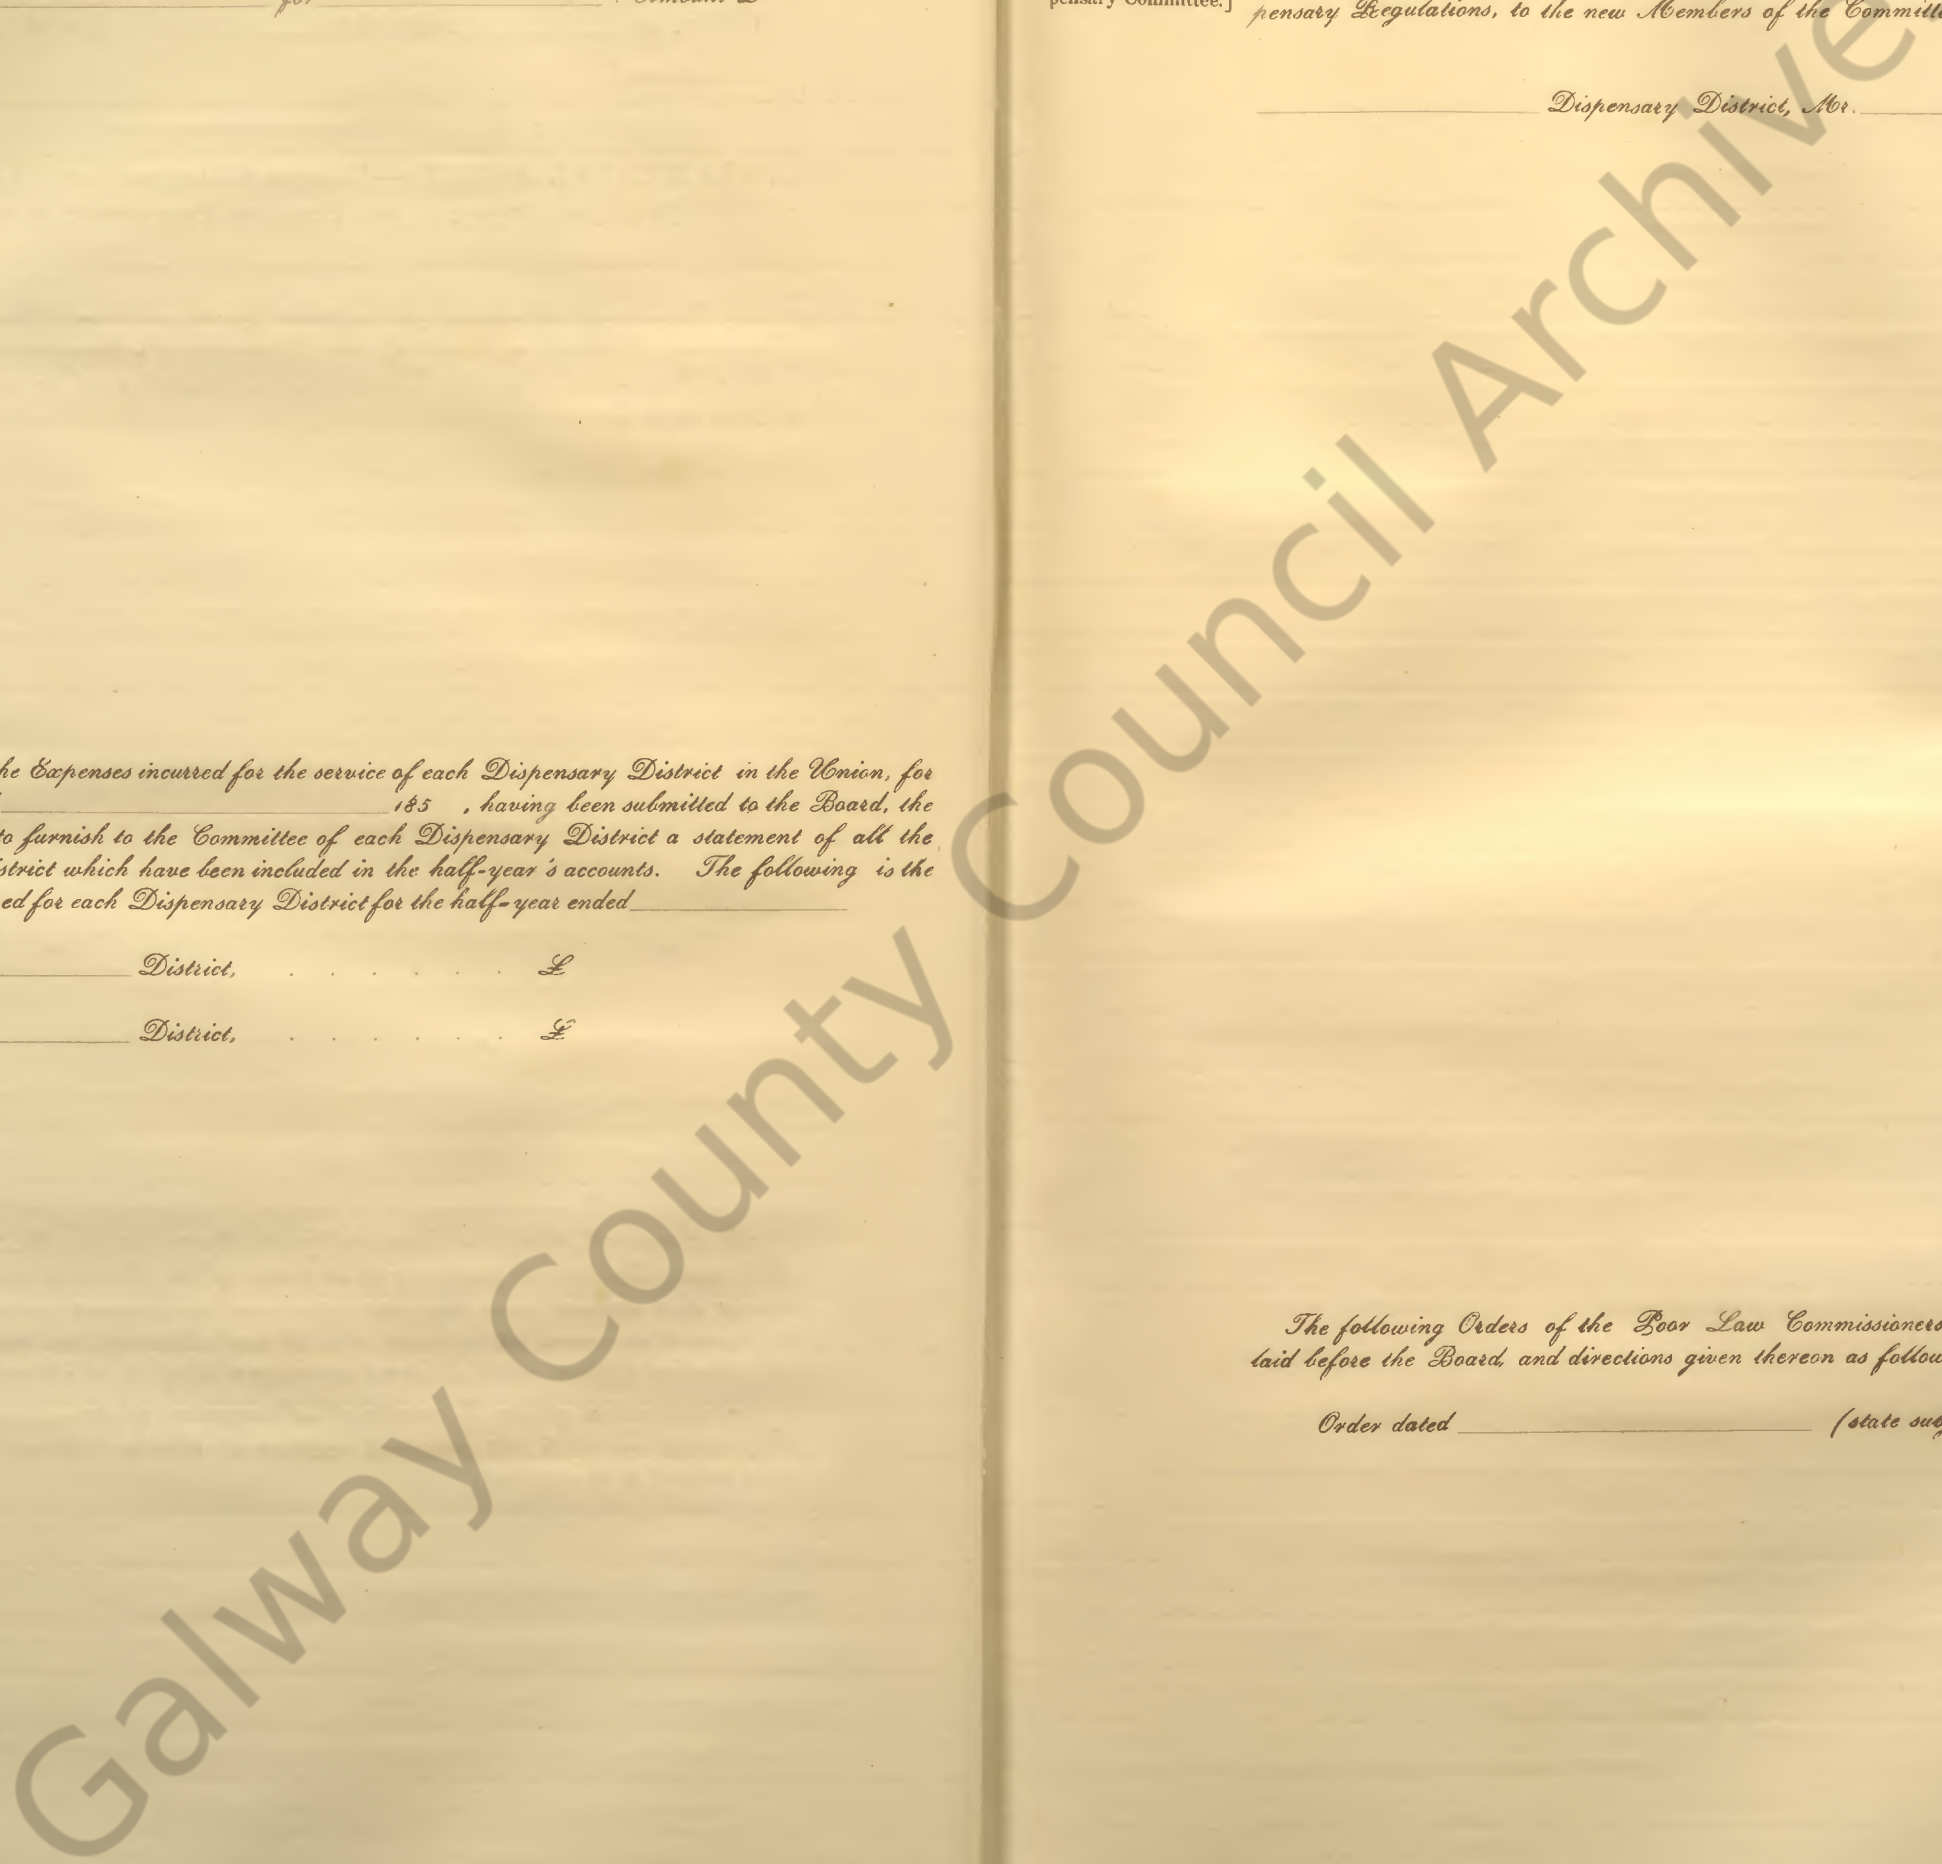 for . Amount £
he Expenses incurred for the service of each Dispensary District in the Union, for
185 , having been submitted to the Board, the
to furnish to the Committee of each Dispensary District a statement of all the
strict which have been included in the half-year's accounts. The following is the
ed for each Dispensary District for the half-year ended
District, . . . . . . £
District, . . . . . . £
pensary Committee.]
pensary Regulations, to the new Members of the Committe
Dispensary District, Mr.
The following Orders of the Poor Law Commissioners
laid before the Board, and directions given thereon as follow
Order dated (state sub
Galway County Council Archive